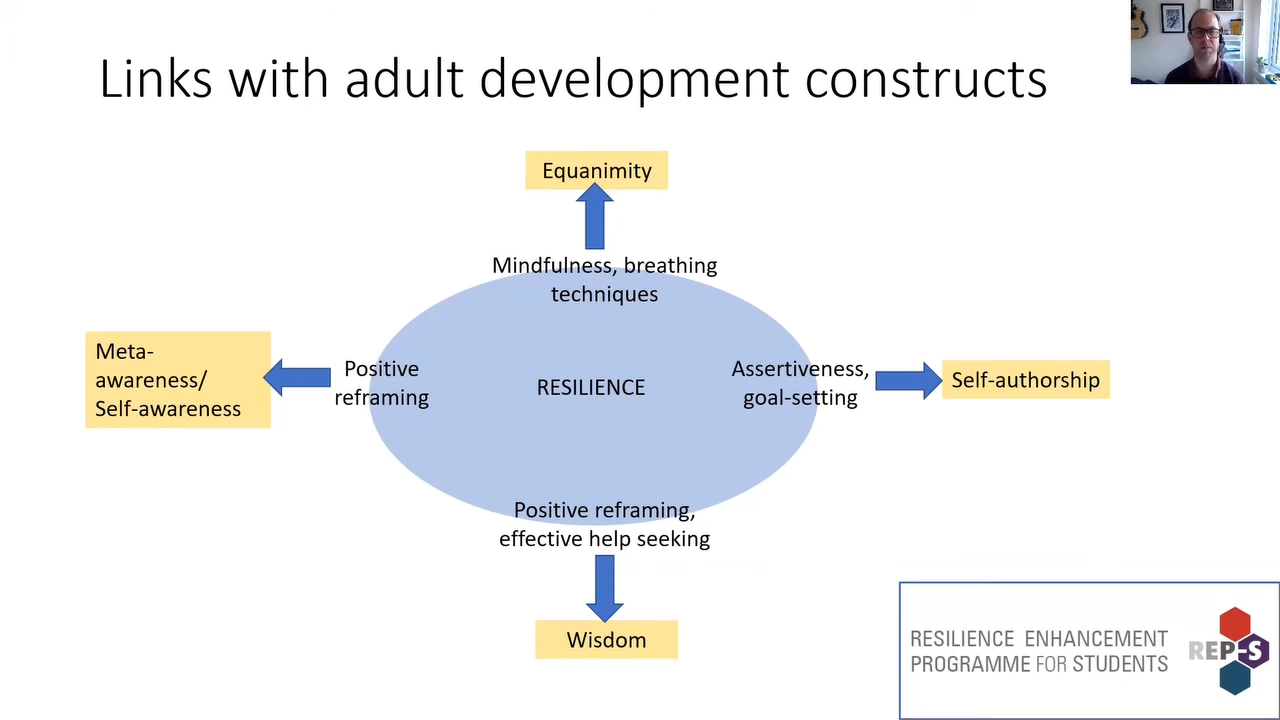 Links with adult development constructs
Equanimity
Mindfulness, breathing
techniques
Meta-
awareness/
Self-awareness
Positive
reframing
RESILIENCE
Assertiveness,
goal-setting
Self-authorship
Positive reframing,
effective help seeking
Wisdom
RESILIENCE ENHANCEMENT
PROGRAMME FOR STUDENTS
REP-S